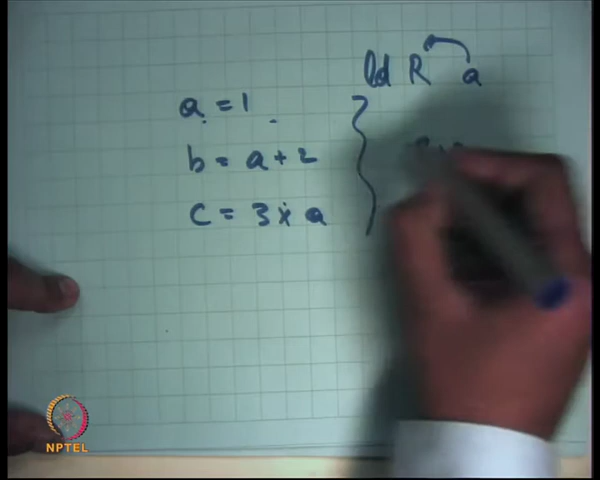 ld R a
a = 1
b = a + 2
c = 3 x a
NPTEL